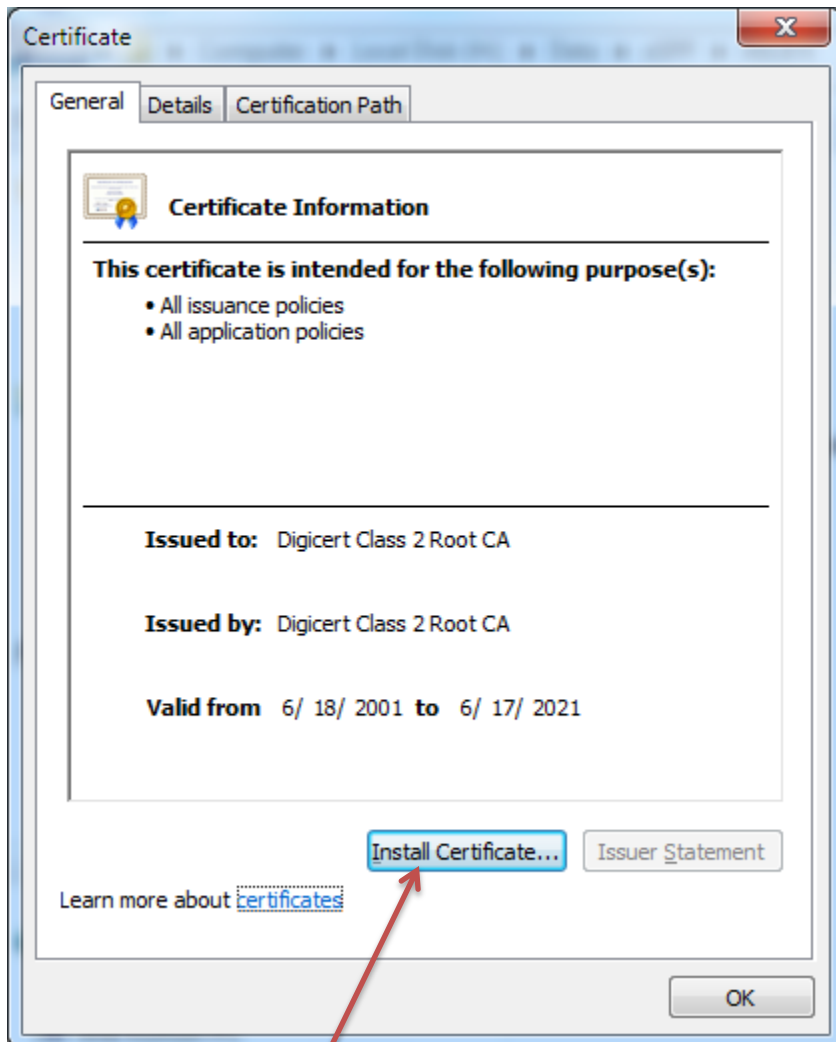 Certificate
General Details Certification Path
Certificate Information
This certificate is intended for the following purpose(s):
• All issuance policies
• All application policies
Issued to: Digicert Class 2 Root CA
Issued by: Digicert Class 2 Root CA
Valid from 6/ 18/ 2001 to 6/ 17/ 2021
Install Certificate... Issuer Statement
Learn more about certificates
OK